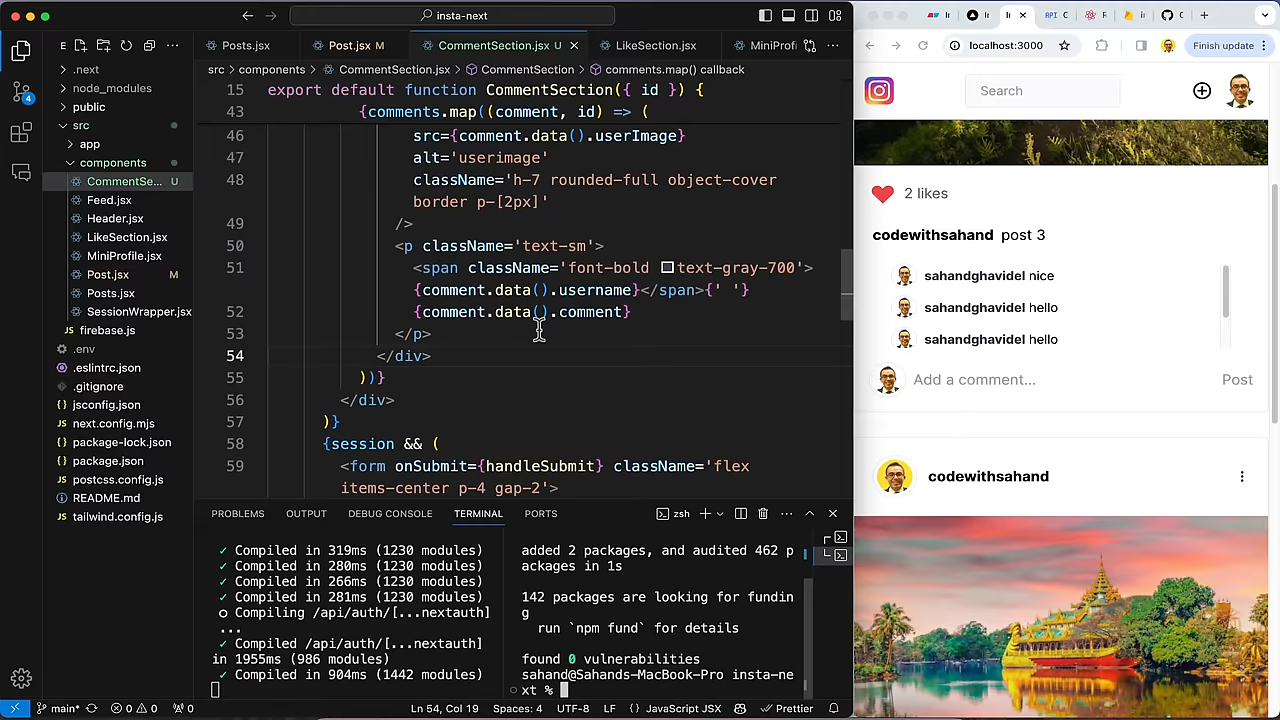 insta-next
E
Posts.jsx
Post.jsx M
CommentSection.jsx U
LikeSection.jsx
MiniProfi
src > components > CommentSection.jsx > CommentSection > comments.map() callback
.next
node_modules
public
src
app
components
CommentSe... U
Feed.jsx
Header.jsx
LikeSection.jsx
MiniProfile.jsx
Post.jsx M
Posts.jsx
SessionWrapper.jsx
firebase.js
.env
.eslintrc.json
.gitignore
jsconfig.json
next.config.mjs
package-lock.json
package.json
postcss.config.js
README.md
tailwind.config.js
4
15 export default function CommentSection({ id }) {
43 {comments.map((comment, id) => (
46 src={comment.data().userImage}
47 alt='userimage'
48 className='h-7 rounded-full object-cover
border p-[2px]'
49 />
50 <p className='text-sm'>
51 <span className='font-bold text-gray-700'>
{comment.data().username}</span>{' '}
52 {comment.data().comment}
53 </p>
54 </div>
55 ))}
56 </div>
57 )}
58 {session && (
59 <form onSubmit={handleSubmit} className='flex
items-center p-4 gap-2'>
PROBLEMS OUTPUT DEBUG CONSOLE TERMINAL PORTS
zsh
✓ Compiled in 319ms (1230 modules)
✓ Compiled in 280ms (1230 modules)
✓ Compiled in 266ms (1230 modules)
✓ Compiled in 281ms (1230 modules)
○ Compiling /api/auth/[...nextauth]
...
✓ Compiled /api/auth/[...nextauth]
in 1955ms (986 modules)
✓ Compiled in 904ms (-442 modules)
added 2 packages, and audited 462 p
ackages in 1s
142 packages are looking for fundin
g
run `npm fund` for details
found 0 vulnerabilities
sahand@Sahands-MacBook-Pro insta-ne
xt %
main* 0 0 0 Ln 54, Col 19 Spaces: 4 UTF-8 LF {} JavaScript JSX Prettier
API C
localhost:3000
Finish update
Search
2 likes
codewithsahand post 3
sahandghavidel nice
sahandghavidel hello
sahandghavidel hello
Add a comment... Post
codewithsahand